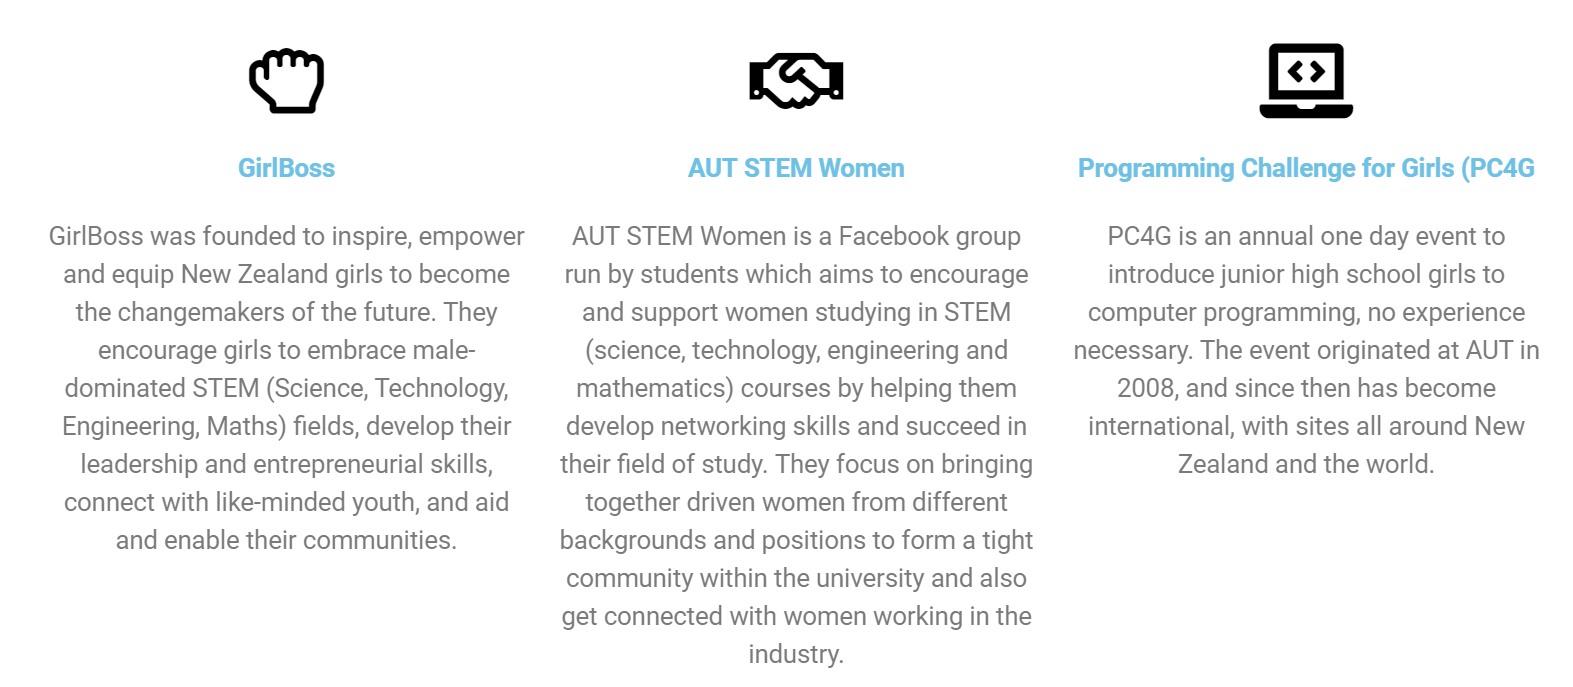 GirlBoss
GirlBoss was founded to inspire, empower
and equip New Zealand girls to become
the changemakers of the future. They
encourage girls to embrace male-
dominated STEM (Science, Technology,
Engineering, Maths) fields, develop their
leadership and entrepreneurial skills,
connect with like-minded youth, and aid
and enable their communities.
AUT STEM Women
AUT STEM Women is a Facebook group
run by students which aims to encourage
and support women studying in STEM
(science, technology, engineering and
mathematics) courses by helping them
develop networking skills and succeed in
their field of study. They focus on bringing
together driven women from different
backgrounds and positions to form a tight
community within the university and also
get connected with women working in the
industry.
Programming Challenge for Girls (PC4G
PC4G is an annual one day event to
introduce junior high school girls to
computer programming, no experience
necessary. The event originated at AUT in
2008, and since then has become
international, with sites all around New
Zealand and the world.